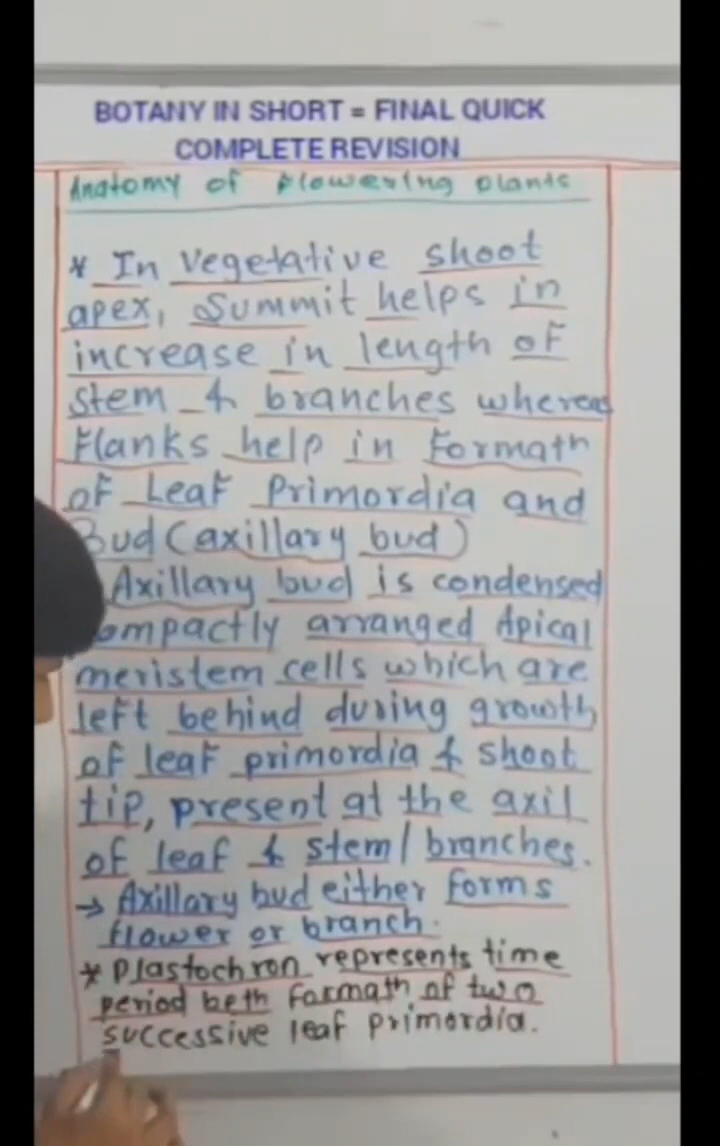 BOTANY IN SHORT = FINAL QUICK
COMPLETE REVISION
Anatomy of Flowering Plants
* In vegetative shoot
apex, Summit helps in
increase in length of
stem & branches whereas
Flanks help in Formatn
of Leaf Primordia and
Bud (axillary bud)
Axillary bud is condensed
compactly arranged Apical
meristem cells which are
left behind during growth
of leaf primordia & shoot
tip, present at the axil
of leaf & stem/branches.
→ Axillary bud either forms
flower or branch.
* Plastochron represents time
period betn Formatn of two
successive leaf primordia.